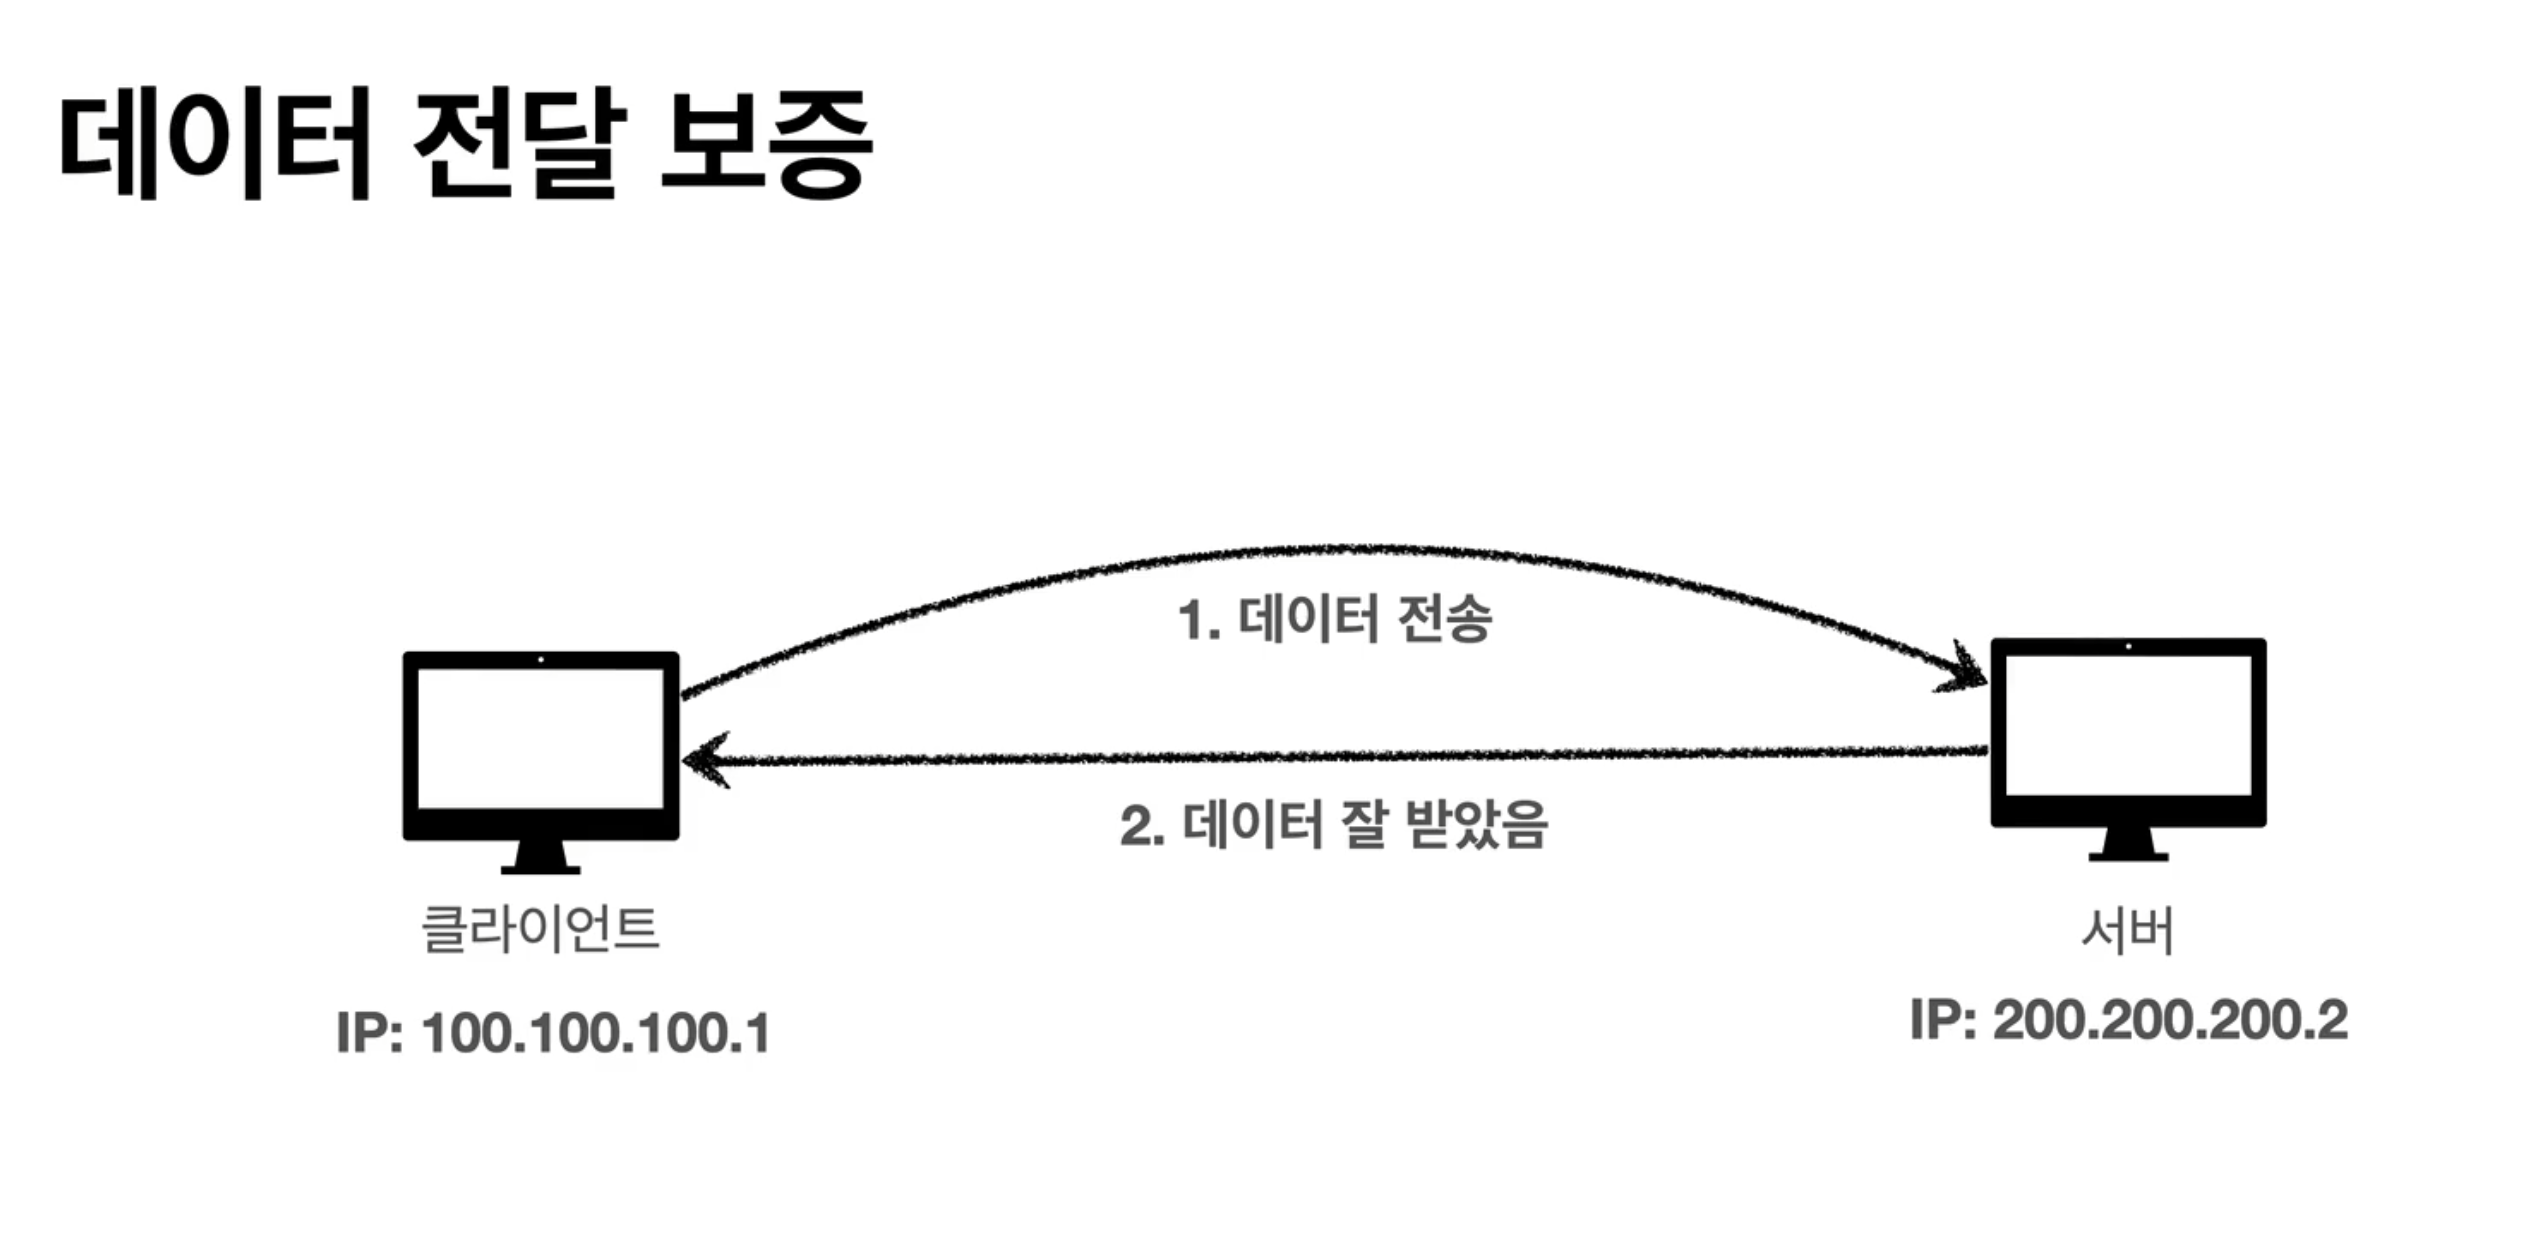 데이터 전달 보증
1. 데이터 전송
2. 데이터 잘 받았음
클라이언트
IP: 100.100.100.1
서버
IP: 200.200.200.2